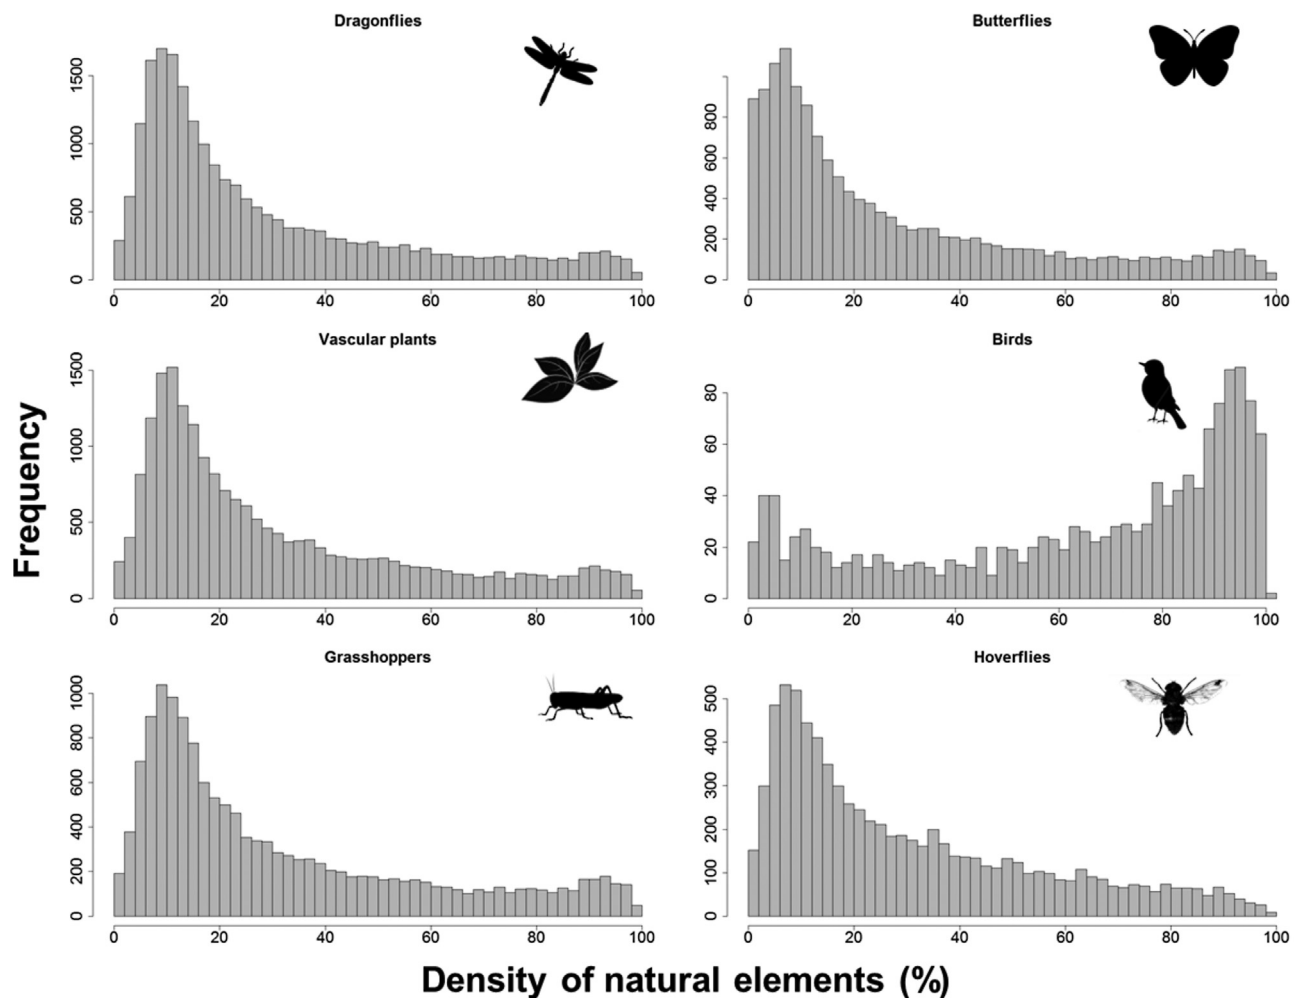 Dragonflies
0
500
1000
1500
0 20 40 60 80 100
Butterflies
0
200
400
600
800
0 20 40 60 80 100
Vascular plants
0
500
1000
1500
0 20 40 60 80 100
Birds
0
20
40
60
80
0 20 40 60 80 100
Grasshoppers
0
200
400
600
800
1000
0 20 40 60 80 100
Hoverflies
0
100
200
300
400
500
0 20 40 60 80 100
Frequency
Density of natural elements (%)